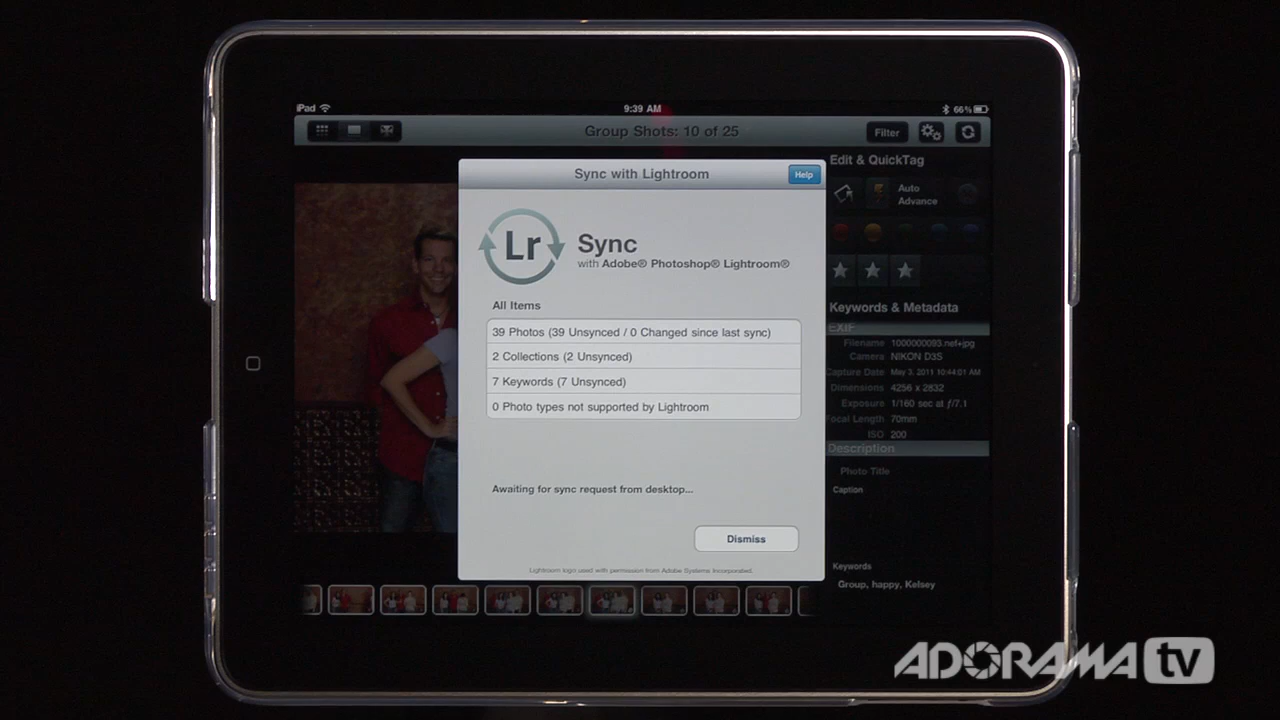 iPad
9:39 AM
66%
Group Shots: 10 of 25
Filter
Sync with Lightroom
Help
Lr
Sync
with Adobe® Photoshop® Lightroom®
All Items
39 Photos (39 Unsynced / 0 Changed since last sync)
2 Collections (2 Unsynced)
7 Keywords (7 Unsynced)
0 Photo types not supported by Lightroom
Awaiting for sync request from desktop...
Dismiss
Lightroom logo used with permission from Adobe Systems Incorporated.
Edit & QuickTag
Auto
Advance
Keywords & Metadata
EXIF
Filename 1000000093.nef+jpg
Camera NIKON D3S
Capture Date May 3, 2011 10:44:01 AM
Dimensions 4256 x 2832
Exposure 1/160 sec at ƒ/7.1
Focal Length 70mm
ISO 200
Description
Photo Title
Caption
Keywords
Group, happy, Kelsey
ADORAMA tv